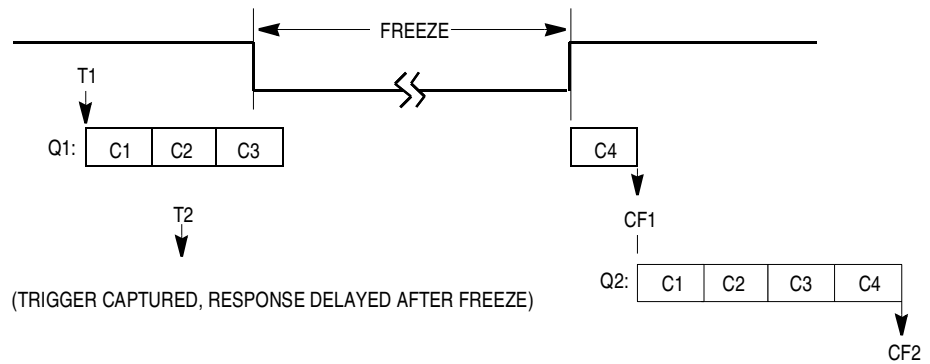 FREEZE
T1
Q1: C1 C2 C3 C4
T2
CF1
Q2: C1 C2 C3 C4
(TRIGGER CAPTURED, RESPONSE DELAYED AFTER FREEZE)
CF2